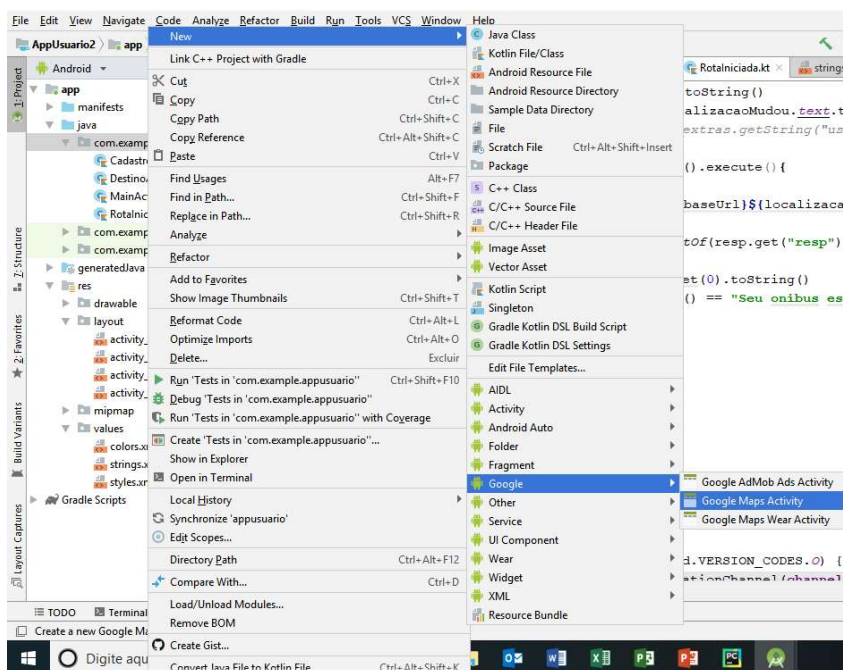 File Edit View Navigate Code Analyze Refactor Build Run Tools VCS Window Help
AppUsuario2 app
Android
1: Project
app
manifests
java
com.examp
Cadastr
Destino
MainAc
RotaInic
com.examp
com.examp
generatedJava
res
drawable
layout
activity_
activity_
activity_
activity_
mipmap
values
colors.x
strings.x
styles.xr
Gradle Scripts
Z: Structure
2: Favorites
Build Variants
Layout Captures
TODO Terminal
Create a new Google Ma
Digite aqu
New
Link C++ Project with Gradle
Cut Ctrl+X
Copy Ctrl+C
Copy Path Ctrl+Shift+C
Copy Reference Ctrl+Alt+Shift+C
Paste Ctrl+V
Find Usages Alt+F7
Find in Path... Ctrl+Shift+F
Replace in Path... Ctrl+Shift+R
Analyze
Refactor
Add to Favorites
Show Image Thumbnails Ctrl+Shift+T
Reformat Code Ctrl+Alt+L
Optimize Imports Ctrl+Alt+O
Delete... Excluir
Run 'Tests in 'com.example.appusuario'' Ctrl+Shift+F10
Debug 'Tests in 'com.example.appusuario''
Run 'Tests in 'com.example.appusuario'' with Coverage
Create 'Tests in 'com.example.appusuario''...
Show in Explorer
Open in Terminal
Local History
Synchronize 'appusuario'
Edit Scopes...
Directory Path Ctrl+Alt+F12
Compare With... Ctrl+D
Load/Unload Modules...
Remove BOM
Create Gist...
Convert Java File to Kotlin File Ctrl+Alt+Shift+K
Java Class
Kotlin File/Class
Android Resource File
Android Resource Directory
Sample Data Directory
File
Scratch File Ctrl+Alt+Shift+Insert
Package
C++ Class
C/C++ Source File
C/C++ Header File
Image Asset
Vector Asset
Kotlin Script
Singleton
Gradle Kotlin DSL Build Script
Gradle Kotlin DSL Settings
Edit File Templates...
AIDL
Activity
Android Auto
Folder
Fragment
Google
Other
Service
UI Component
Wear
Widget
XML
Resource Bundle
Google AdMob Ads Activity
Google Maps Activity
Google Maps Wear Activity
RotaIniciada.kt strings
toString()
alizacaoMudou.text.t
extras.getString("us
().execute(){
baseUrl}${localizaca
tOf(resp.get("resp")
et(0).toString()
() == "Seu onibus es
d.VERSION_CODES.O) {
ationChannel(channel